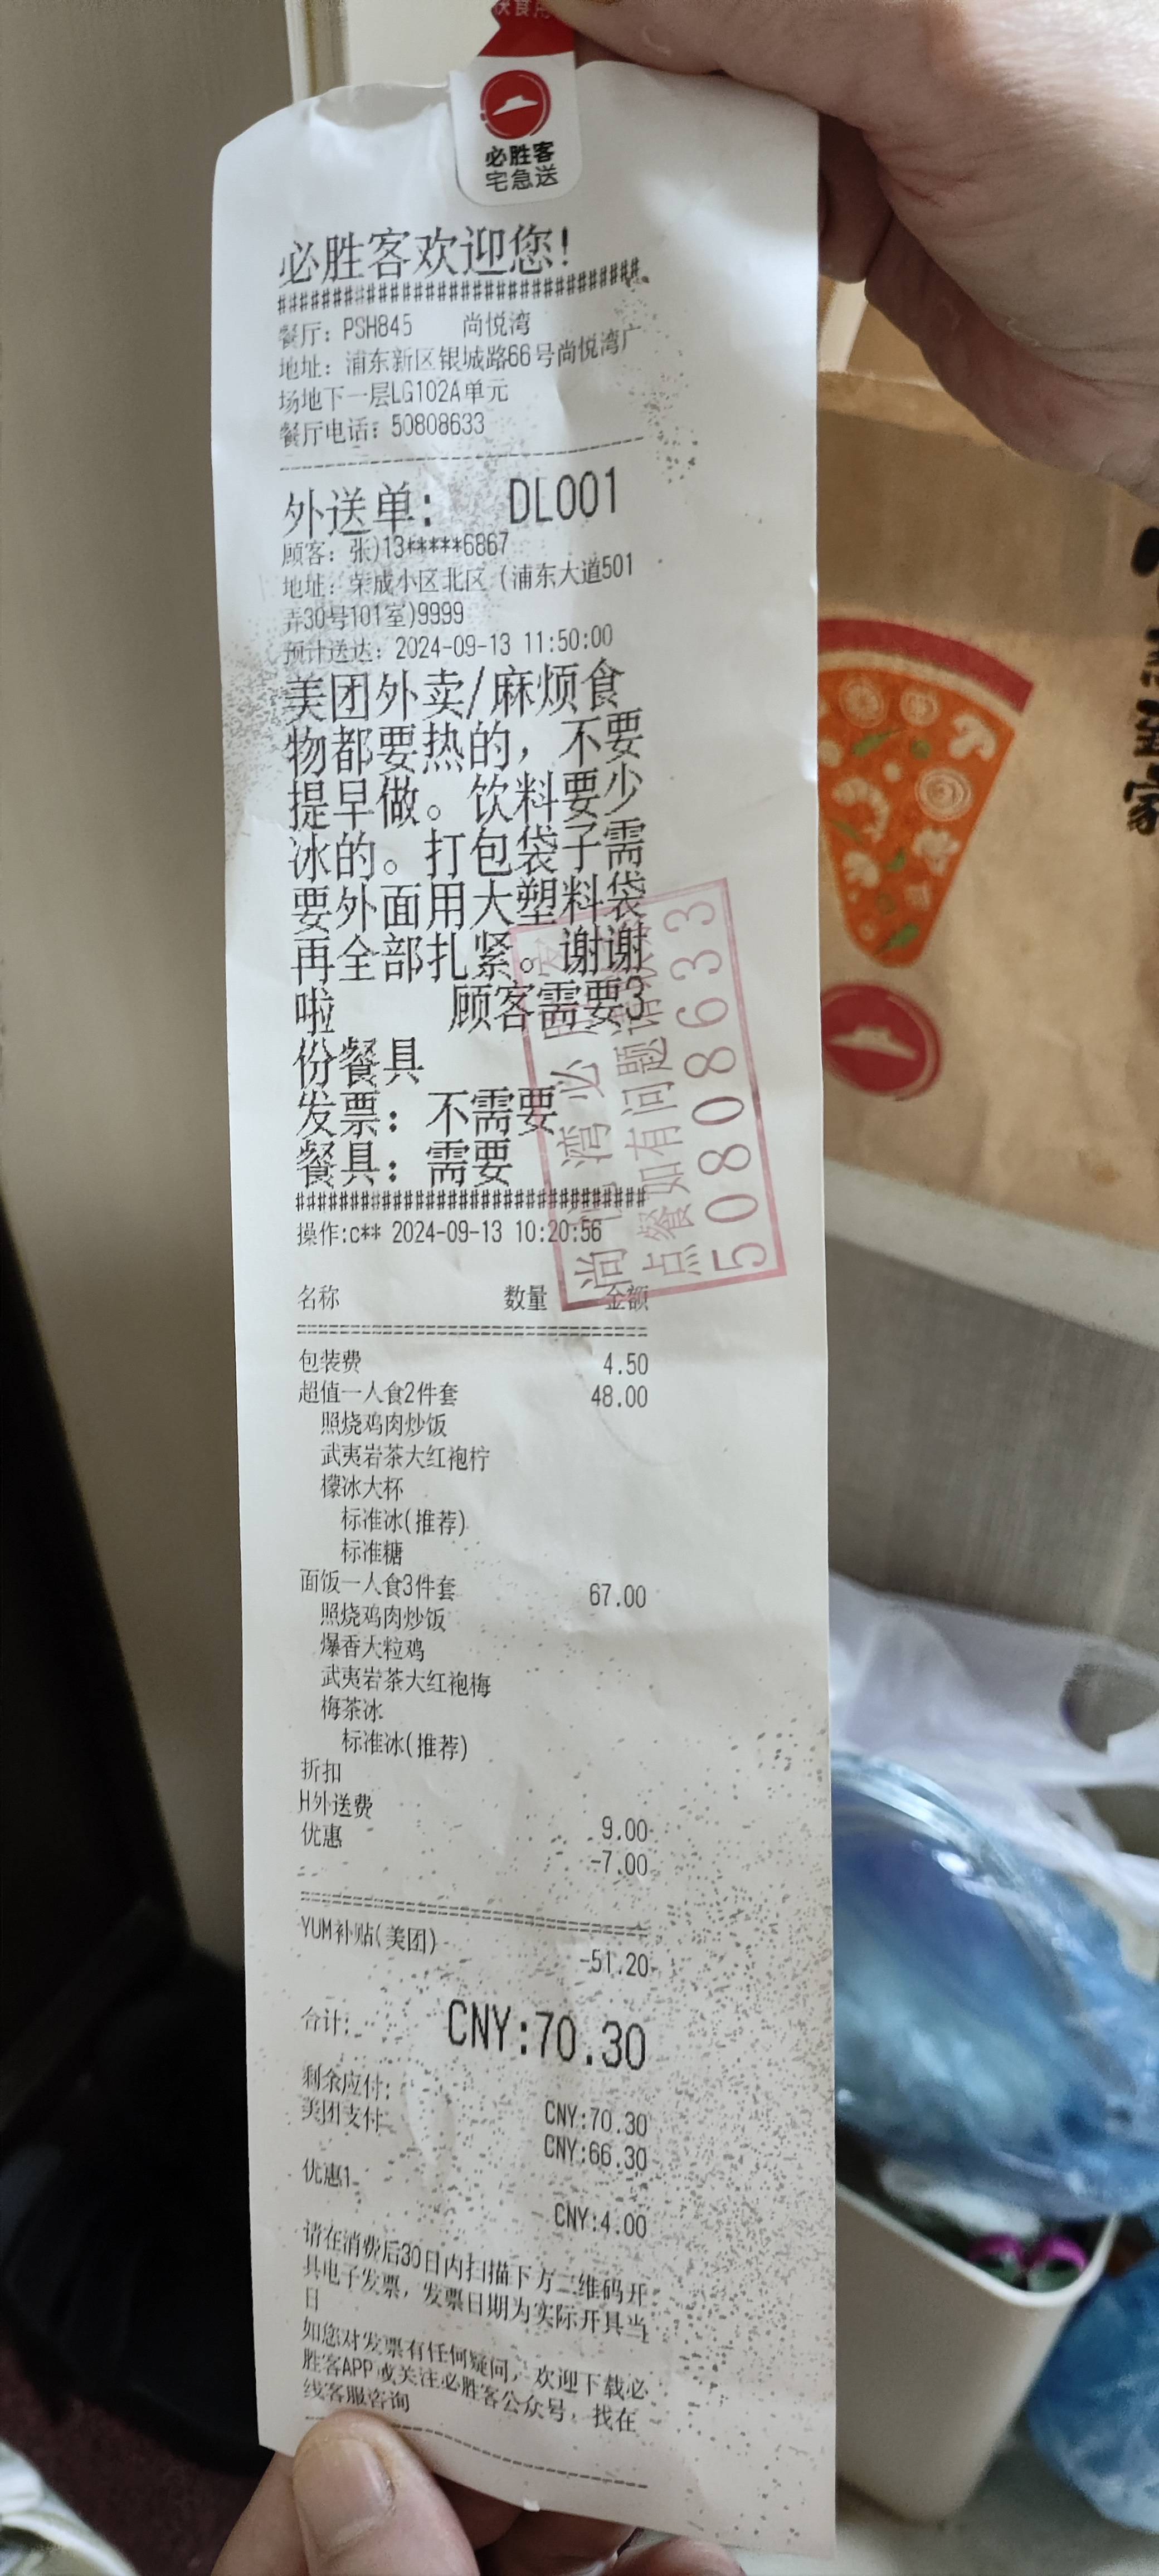 必胜客
宅急送
必胜客欢迎您!
####################################
餐厅: PSH845 尚悦湾
地址: 浦东新区银城路66号尚悦湾广
场地下一层LG102A单元
餐厅电话: 50808633
外送单: DL001
顾客: 张)13*****6867
地址: 荣成小区北区 (浦东大道501
弄30号101室)9999
预计送达: 2024-09-13 11:50:00
美团外卖/麻烦食
物都要热的, 不要
提早做。饮料要少
冰的。打包袋子需
要外面用大塑料袋
再全部扎紧。谢谢
啦 顾客需要3
份餐具
发票: 不需要
餐具: 需要
####################################
操作:c** 2024-09-13 10:20:56
名称 数量 金额
====================================
包装费 4.50
超值一人食2件套 48.00
照烧鸡肉炒饭
武夷岩茶大红袍柠
檬冰大杯
标准冰(推荐)
标准糖
面饭一人食3件套 67.00
照烧鸡肉炒饭
爆香大粒鸡
武夷岩茶大红袍梅
梅茶冰
标准冰(推荐)
折扣
H外送费 9.00
优惠 -7.00
====================================
YUM补贴(美团) -51.20
合计: CNY:70.30
剩余应付: CNY:70.30
美团支付 CNY:66.30
优惠1 CNY:4.00
请在消费后30日内扫描下方二维码开
具电子发票, 发票日期为实际开具当
日
如您对发票有任何疑问, 欢迎下载必
胜客APP或关注必胜客公众号, 找在
线客服咨询
50808633
到家